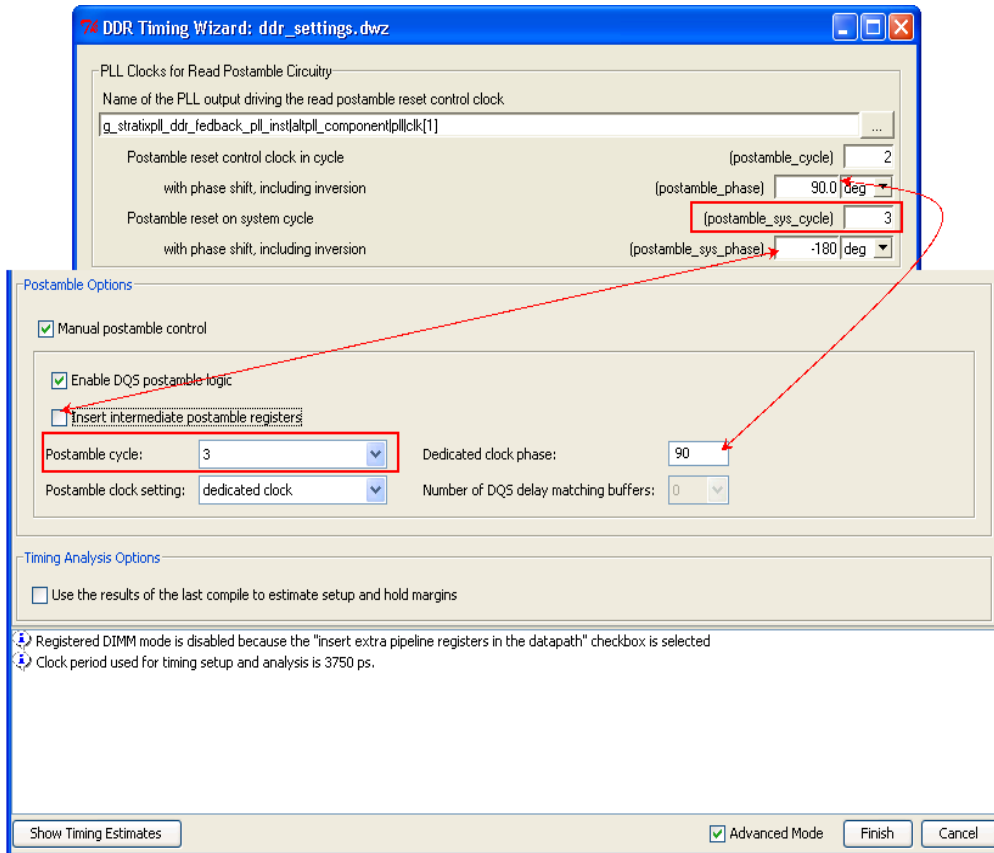 DDR Timing Wizard: ddr_settings.dwz
PLL Clocks for Read Postamble Circuitry
Name of the PLL output driving the read postamble reset control clock
g_stratixpll_ddr_fedback_pll_inst|altpll_component|pll|clk[1] ...
Postamble reset control clock in cycle (postamble_cycle) 2
with phase shift, including inversion (postamble_phase) 90.0 deg
Postamble reset on system cycle (postamble_sys_cycle) 3
with phase shift, including inversion (postamble_sys_phase) -180 deg
Postamble Options
Manual postamble control
Enable DQS postamble logic
Insert intermediate postamble registers
Postamble cycle: 3 Dedicated clock phase: 90
Postamble clock setting: dedicated clock Number of DQS delay matching buffers: 0
Timing Analysis Options
Use the results of the last compile to estimate setup and hold margins
Registered DIMM mode is disabled because the "insert extra pipeline registers in the datapath" checkbox is selected
Clock period used for timing setup and analysis is 3750 ps.
Show Timing Estimates Advanced Mode Finish Cancel